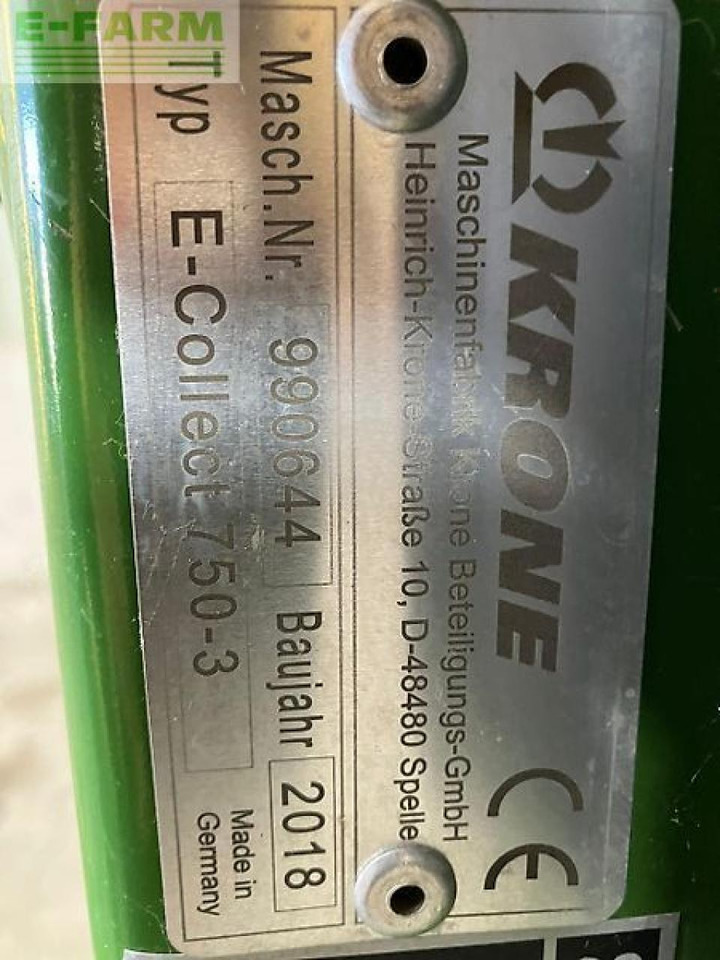 E-FARM
KRONE
CE
Maschinenfabrik Krone Beteiligungs-GmbH
Heinrich-Krone-Straße 10, D-48480 Spelle
Masch.Nr. 990644 Baujahr 2018
Typ E-Collect 750-3
Made in
Germany